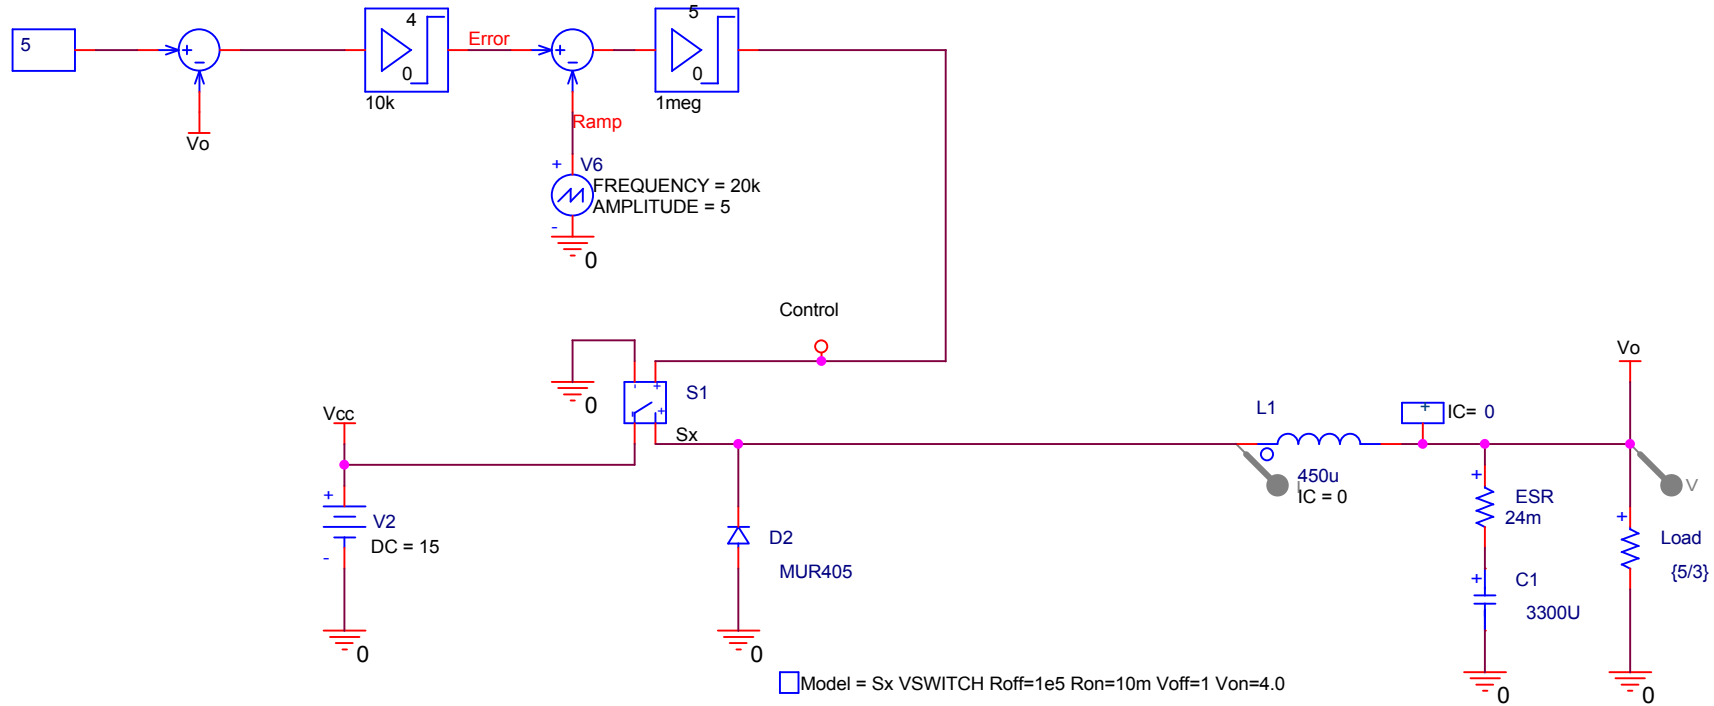 5
+
-
Vo
4
0
10k
Error
+
-
Ramp
5
0
1meg
+
V6
FREQUENCY = 20k
AMPLITUDE = 5
-
0
Control
0
- +
S1
+
Sx
Vcc
+
V2
DC = 15
-
0
D2
MUR405
0
L1
450u
IC = 0
+
IC= 0
Vo
V
+
ESR
24m
+
C1
3300U
0
+
Load
{5/3}
0
Model = Sx VSWITCH Roff=1e5 Ron=10m Voff=1 Von=4.0